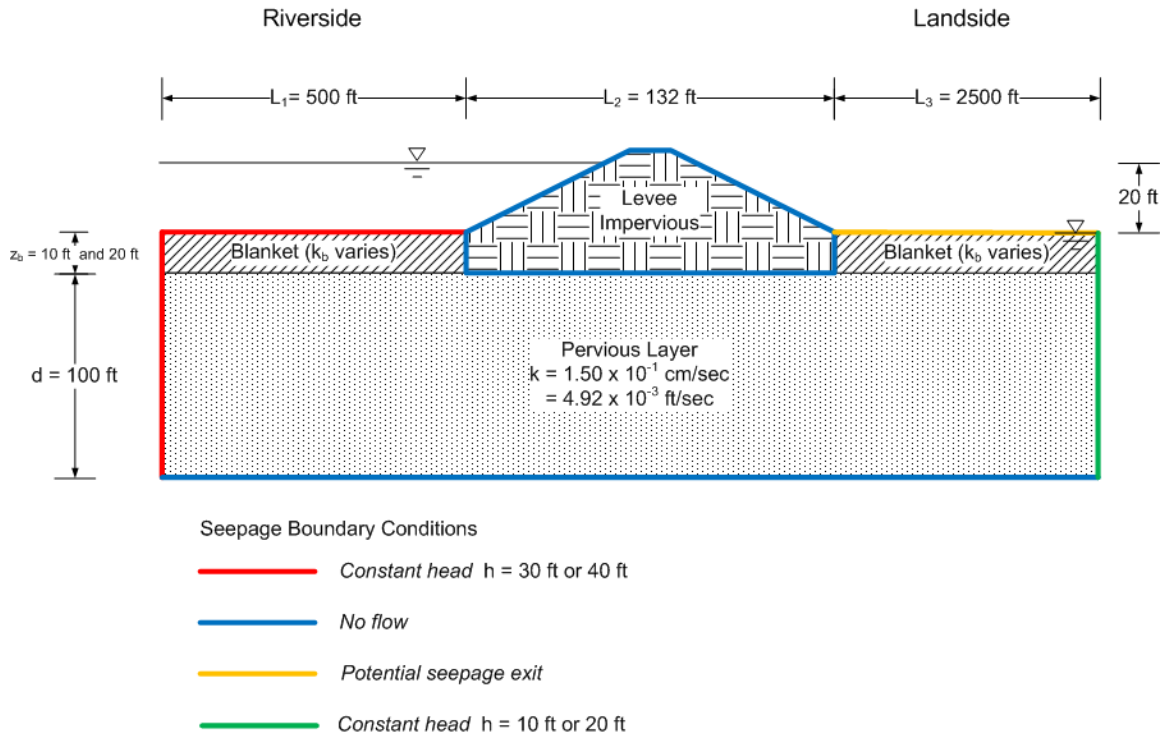 Riverside
Landside
L₁= 500 ft
L₂ = 132 ft
L₃ = 2500 ft
20 ft
Levee
Impervious
z_b = 10 ft and 20 ft
Blanket (k_b varies)
Blanket (k_b varies)
d = 100 ft
Pervious Layer
k = 1.50 x 10⁻¹ cm/sec
= 4.92 x 10⁻³ ft/sec
Seepage Boundary Conditions
Constant head h = 30 ft or 40 ft
No flow
Potential seepage exit
Constant head h = 10 ft or 20 ft